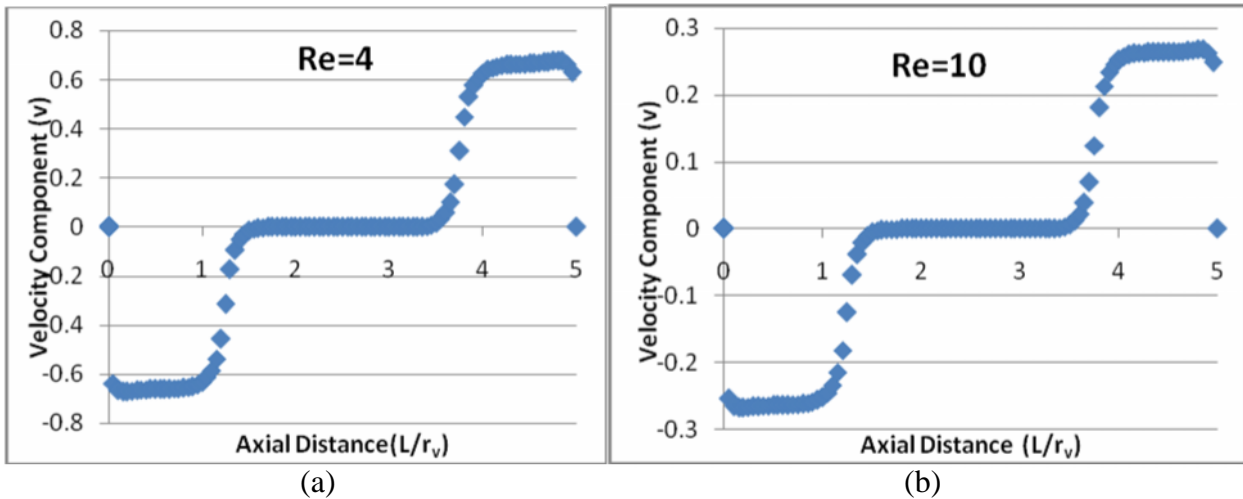 Re=4
Velocity Component (v)
0.8
0.6
0.4
0.2
0
-0.2
-0.4
-0.6
-0.8
0 1 2 3 4 5
Axial Distance(L/rv)
(a)
Re=10
Velocity Component (v)
0.3
0.2
0.1
0
-0.1
-0.2
-0.3
0 1 2 3 4 5
Axial Distance (L/rv)
(b)